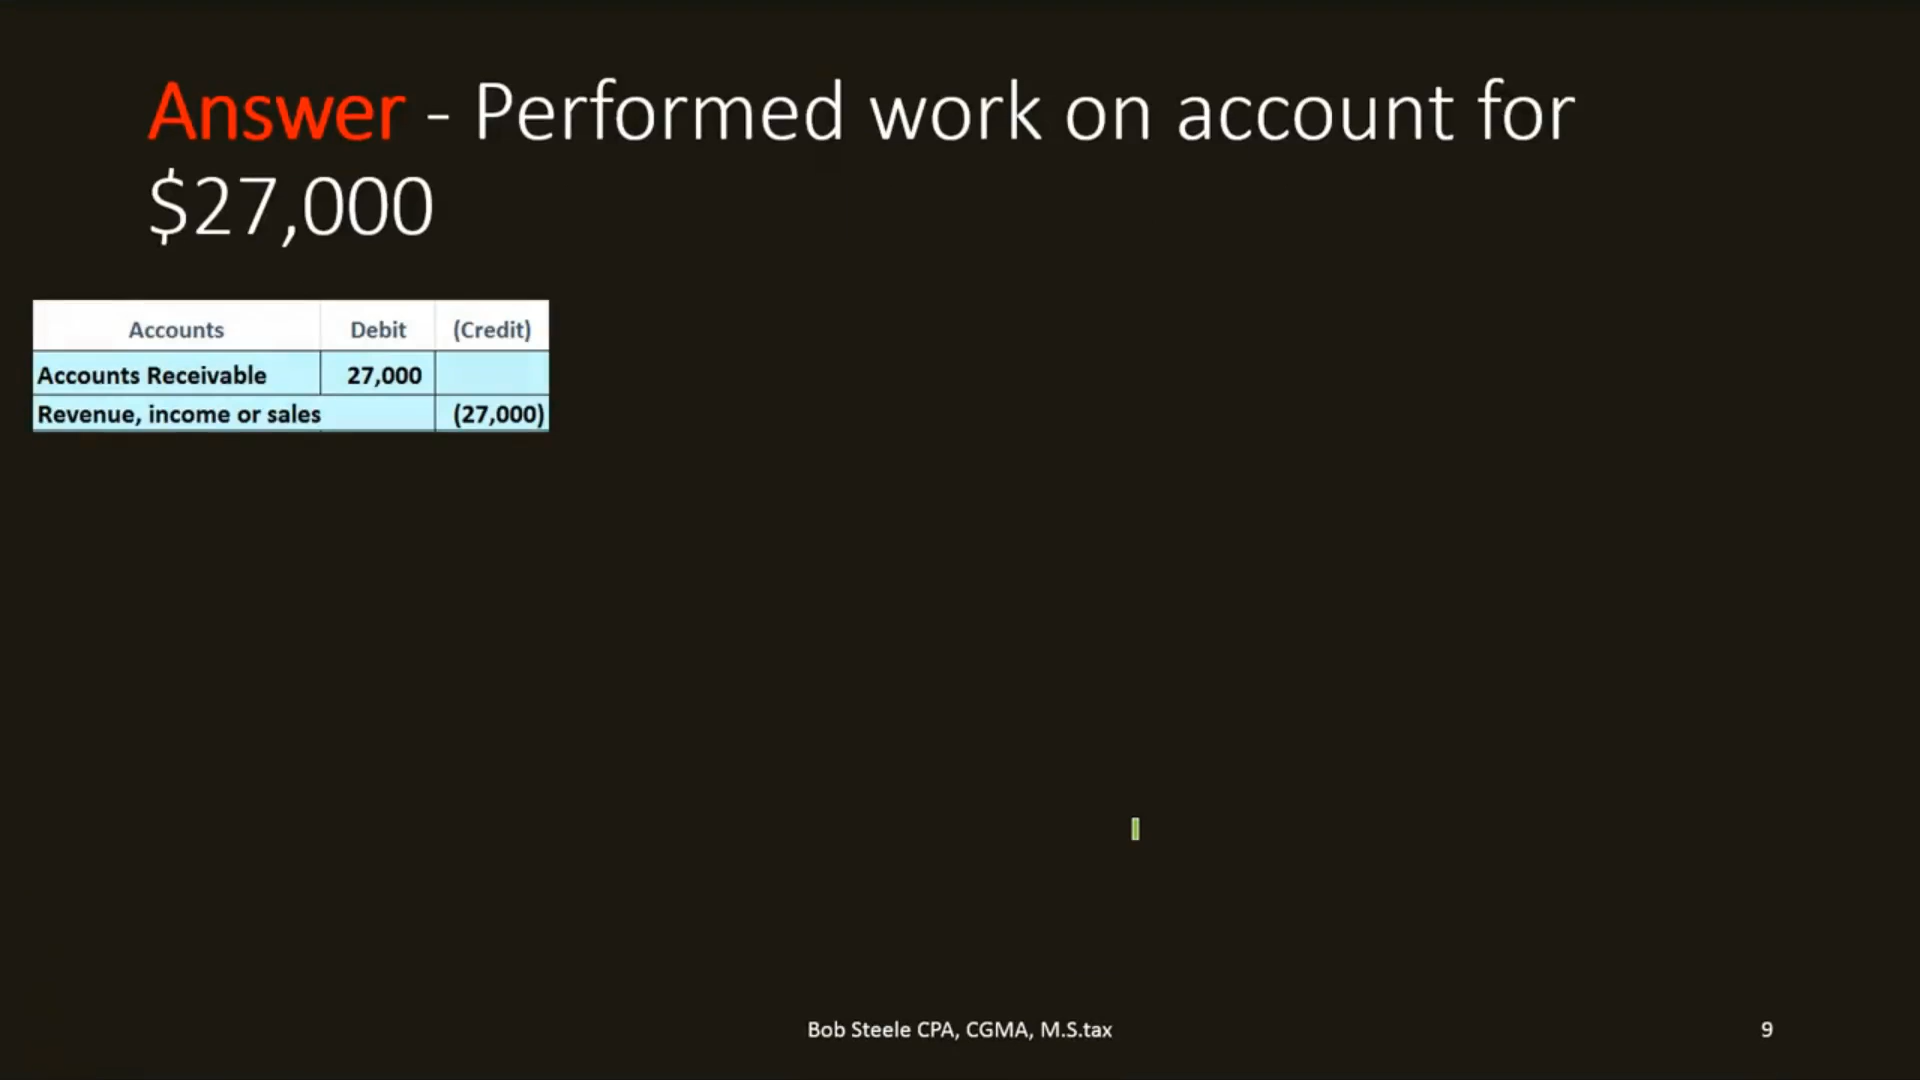 Answer - Performed work on account for
$27,000
Accounts Debit (Credit)
Accounts Receivable 27,000
Revenue, income or sales (27,000)
Bob Steele CPA, CGMA, M.S.tax 9